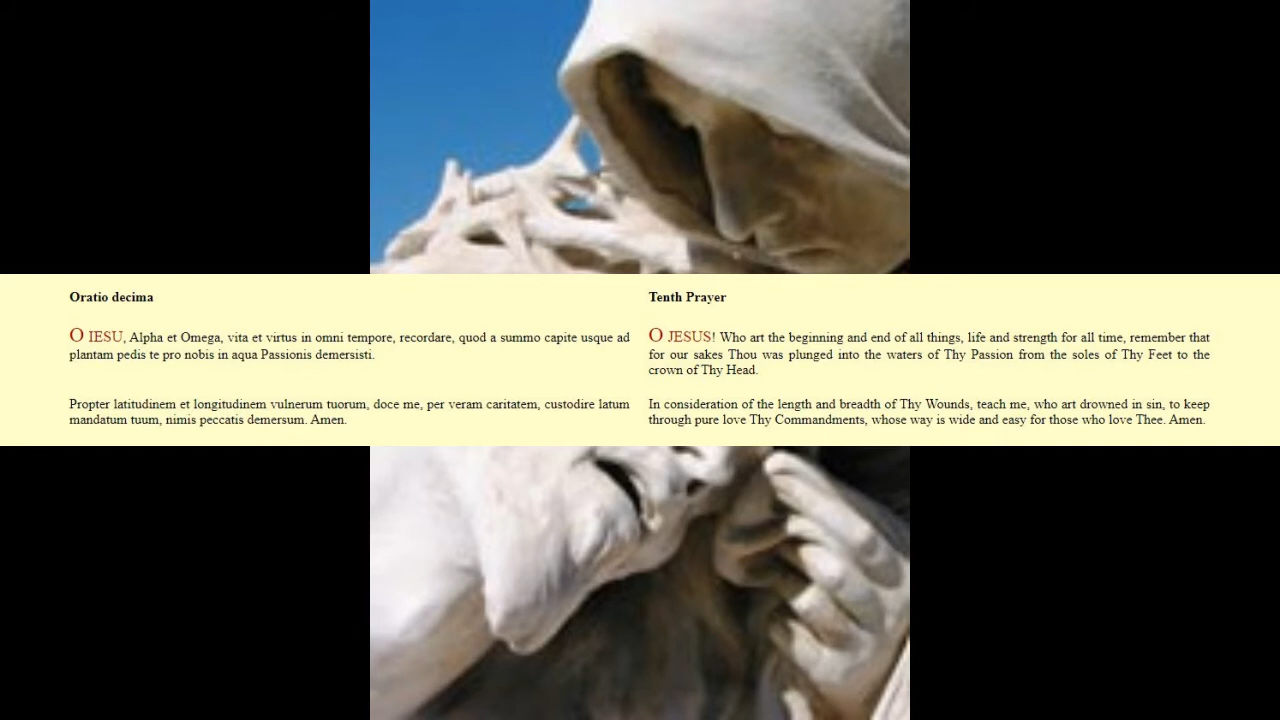 Oratio decima
O IESU, Alpha et Omega, vita et virtus in omni tempore, recordare, quod a summo capite usque ad
plantam pedis te pro nobis in aqua Passionis demersisti.
Propter latitudinem et longitudinem vulnerum tuorum, doce me, per veram caritatem, custodire latum
mandatum tuum, nimis peccatis demersum. Amen.
Tenth Prayer
O JESUS! Who art the beginning and end of all things, life and strength for all time, remember that
for our sakes Thou was plunged into the waters of Thy Passion from the soles of Thy Feet to the
crown of Thy Head.
In consideration of the length and breadth of Thy Wounds, teach me, who art drowned in sin, to keep
through pure love Thy Commandments, whose way is wide and easy for those who love Thee. Amen.